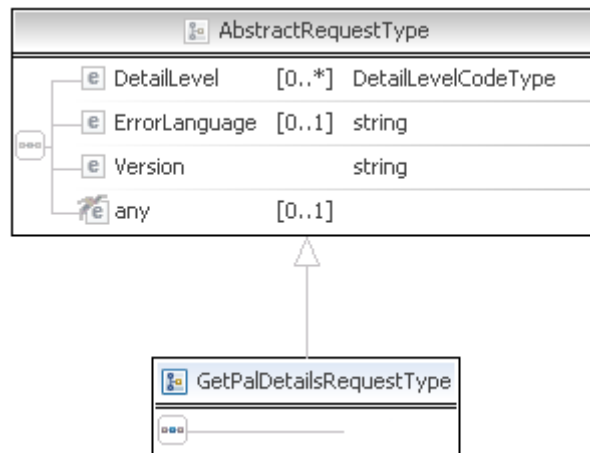 AbstractRequestType
e DetailLevel [0..*] DetailLevelCodeType
e ErrorLanguage [0..1] string
e Version string
e any [0..1]
GetPalDetailsRequestType